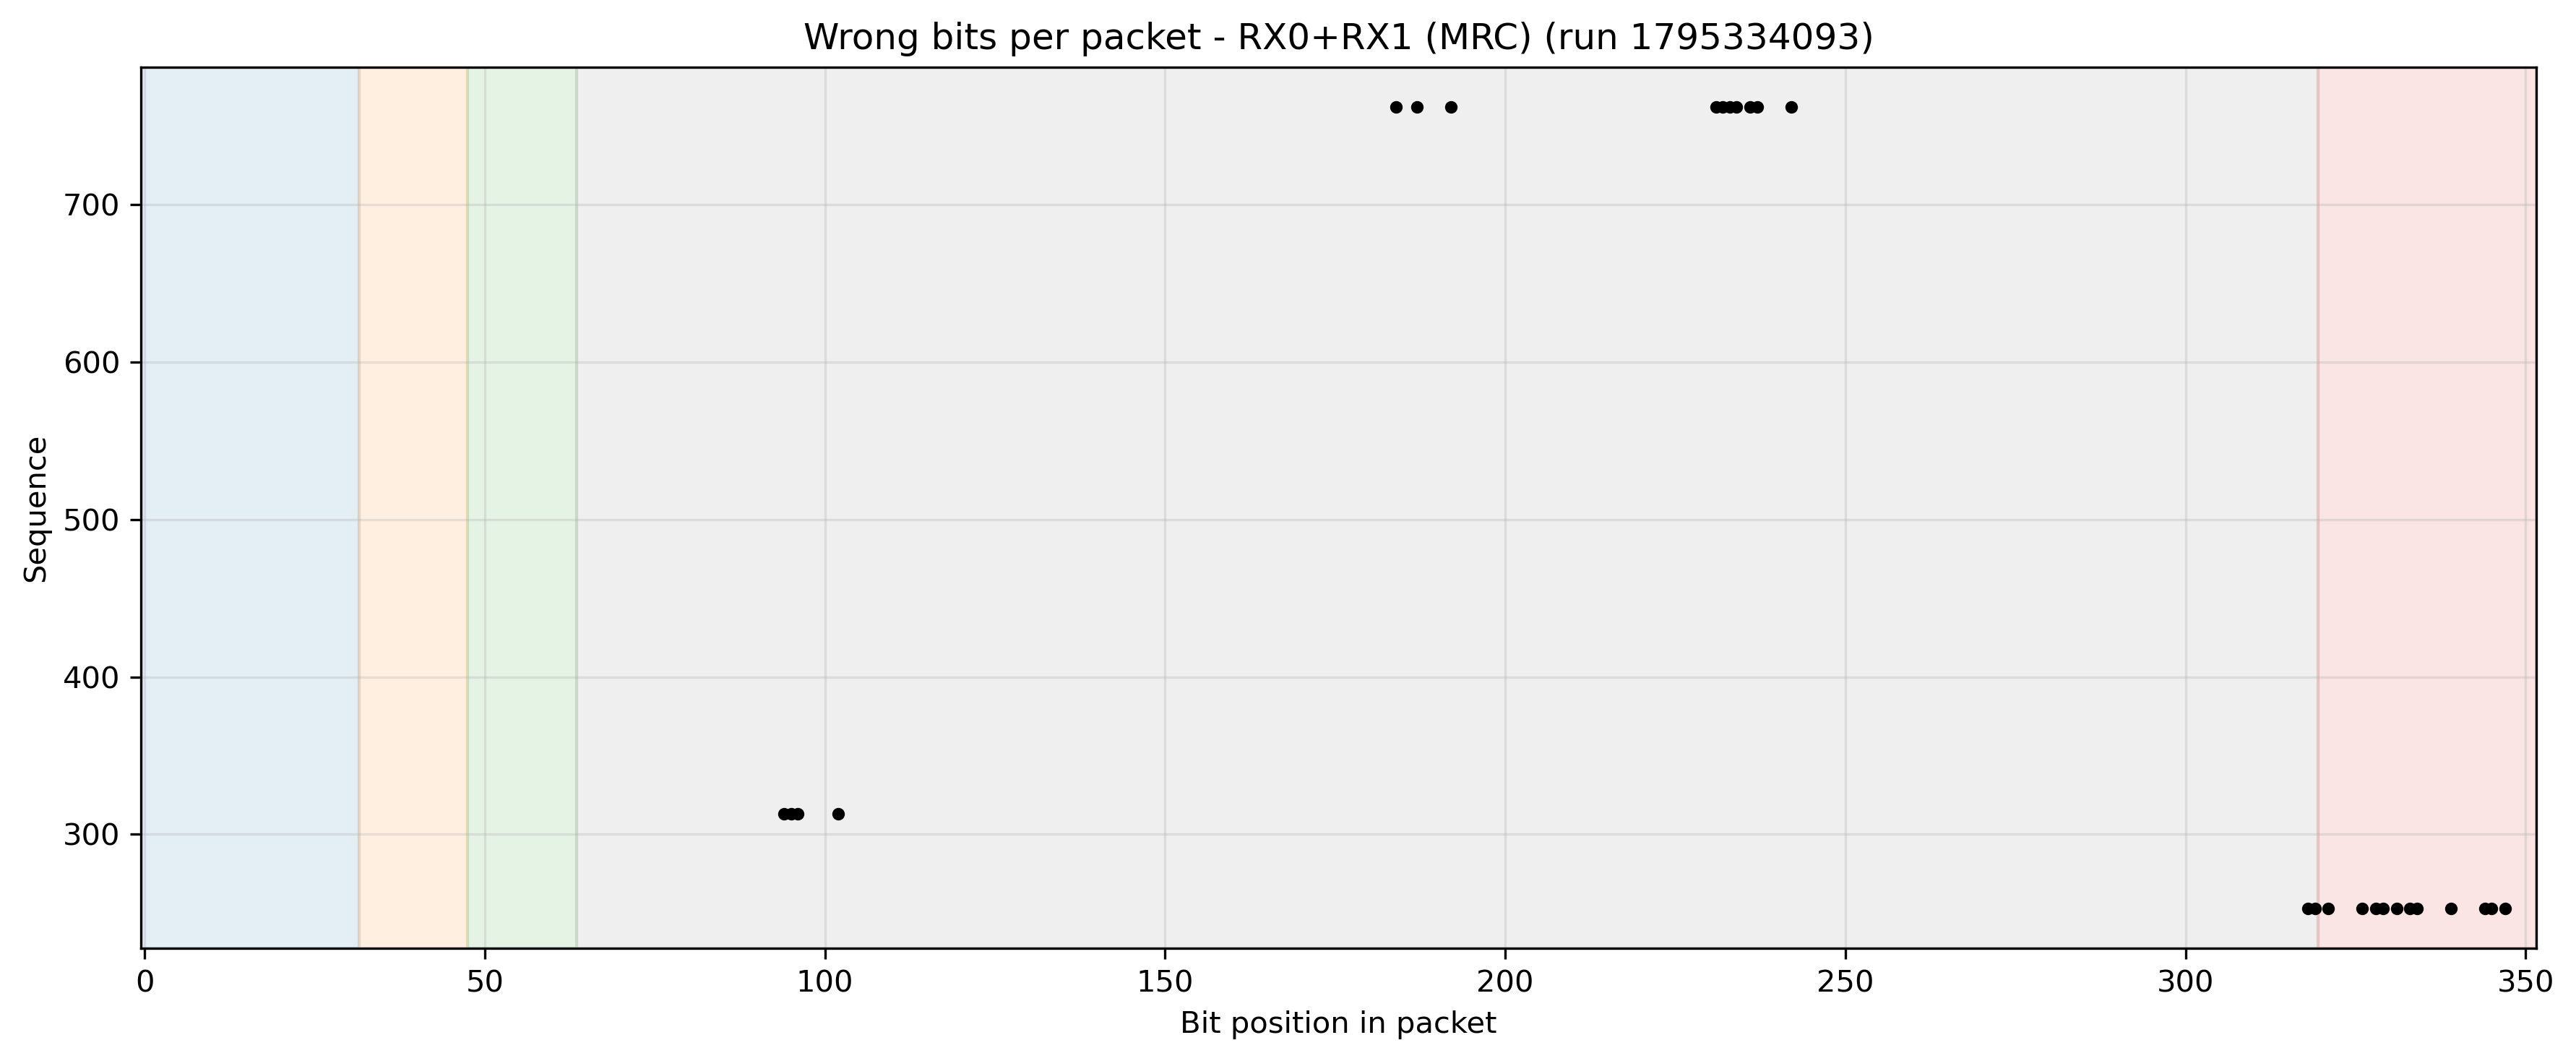 Wrong bits per packet - RX0+RX1 (MRC) (run 1795334093)
Sequence
700
600
500
400
300
0 50 100 150 200 250 300 350
Bit position in packet